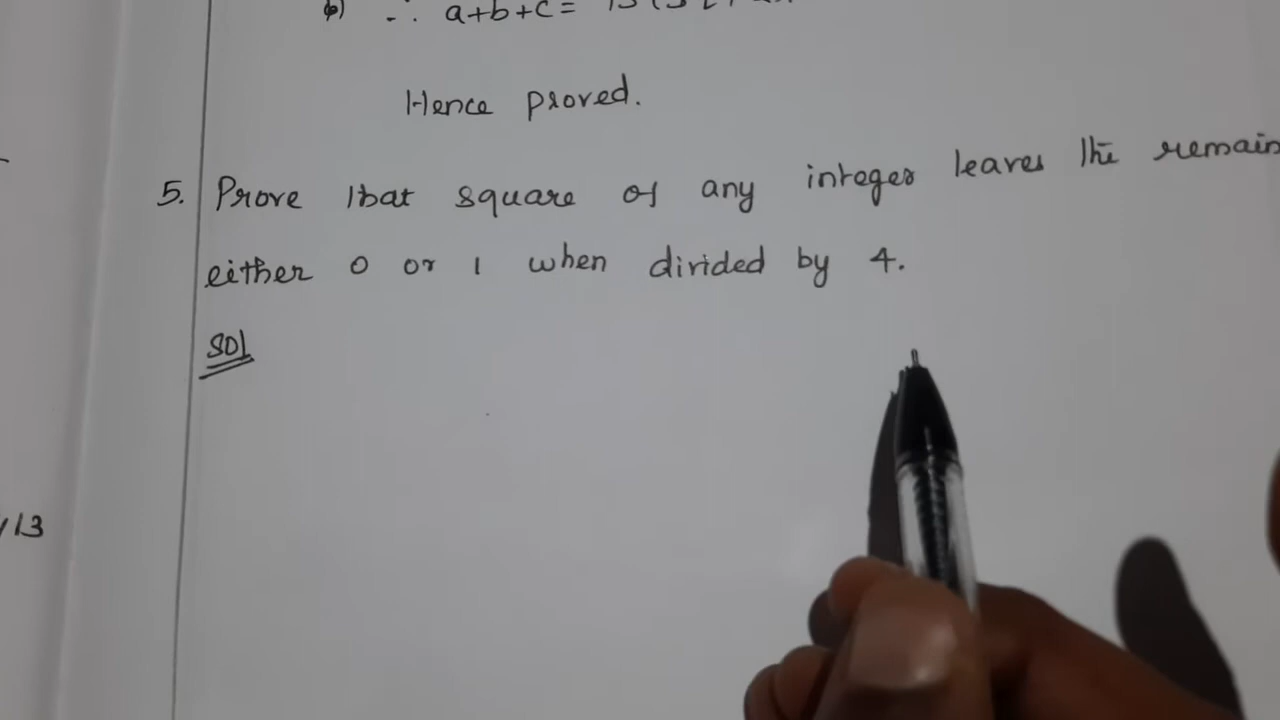 ∴ a+b+c =
Hence proved.
5. Prove that square of any integer leaves the remain
either 0 or 1 when divided by 4.
Sol
/13